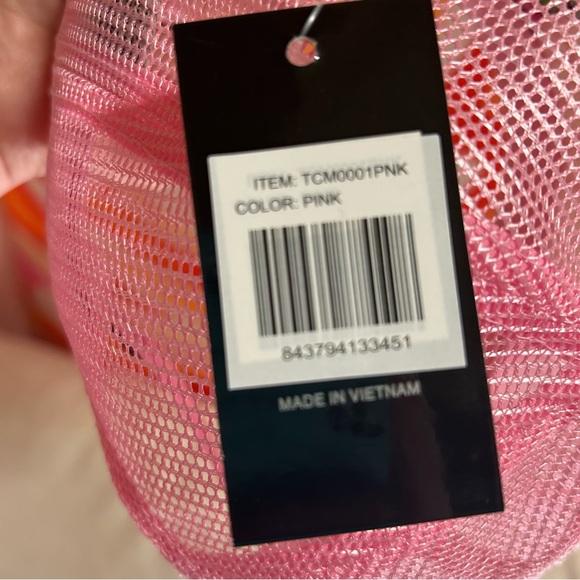 ITEM: TCM0001PNK
COLOR: PINK
843794133451
MADE IN VIETNAM